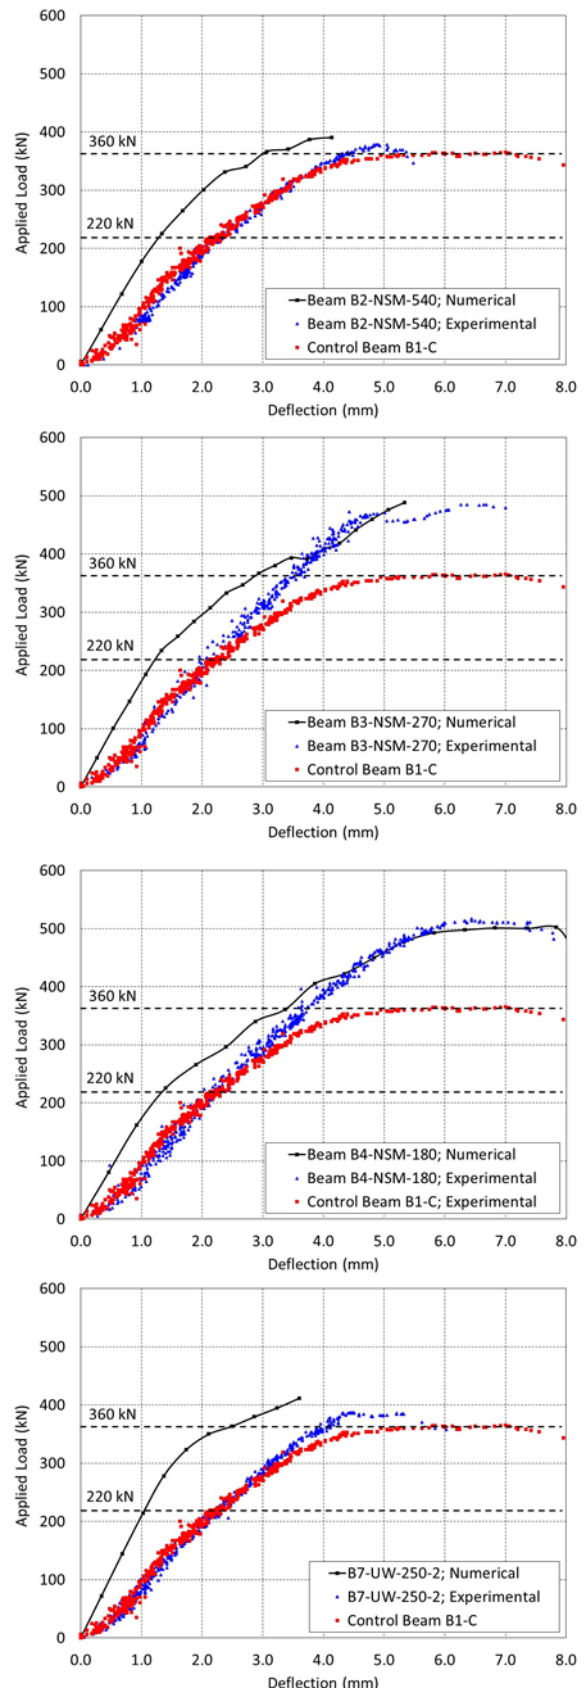 600
500
400
360 kN
300
220 kN
200
100
0
Applied Load (kN)
Beam B2-NSM-540; Numerical
Beam B2-NSM-540; Experimental
Control Beam B1-C
0.0 1.0 2.0 3.0 4.0 5.0 6.0 7.0 8.0
Deflection (mm)
600
500
400
360 kN
300
220 kN
200
100
0
Applied Load (kN)
Beam B3-NSM-270; Numerical
Beam B3-NSM-270; Experimental
Control Beam B1-C
0.0 1.0 2.0 3.0 4.0 5.0 6.0 7.0 8.0
Deflection (mm)
600
500
400
360 kN
300
220 kN
200
100
0
Applied Load (kN)
Beam B4-NSM-180; Numerical
Beam B4-NSM-180; Experimental
Control Beam B1-C; Experimental
0.0 1.0 2.0 3.0 4.0 5.0 6.0 7.0 8.0
Deflection (mm)
600
500
400
360 kN
300
220 kN
200
100
0
Applied Load (kN)
B7-UW-250-2; Numerical
B7-UW-250-2; Experimental
Control Beam B1-C
0.0 1.0 2.0 3.0 4.0 5.0 6.0 7.0 8.0
Deflection (mm)